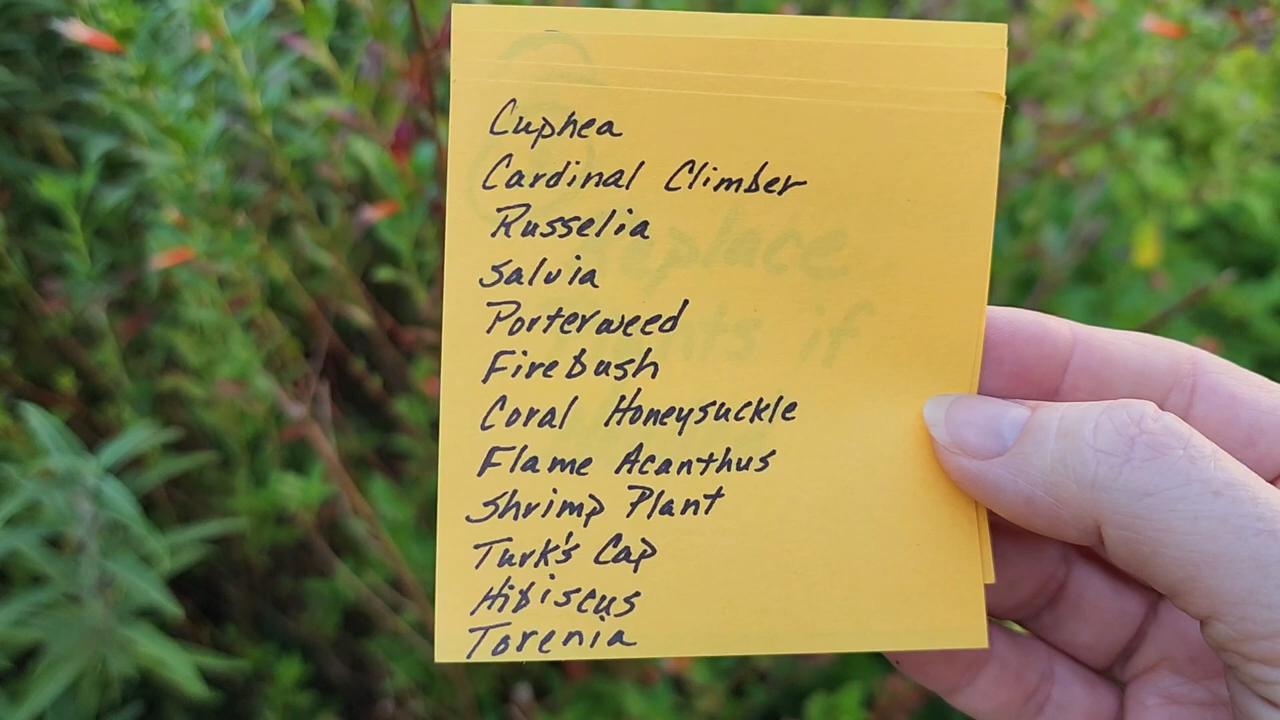 Cuphea
Cardinal Climber
Russelia
Salvia
Porterweed
Firebush
Coral Honeysuckle
Flame Acanthus
Shrimp Plant
Turk's Cap
Hibiscus
Torenia